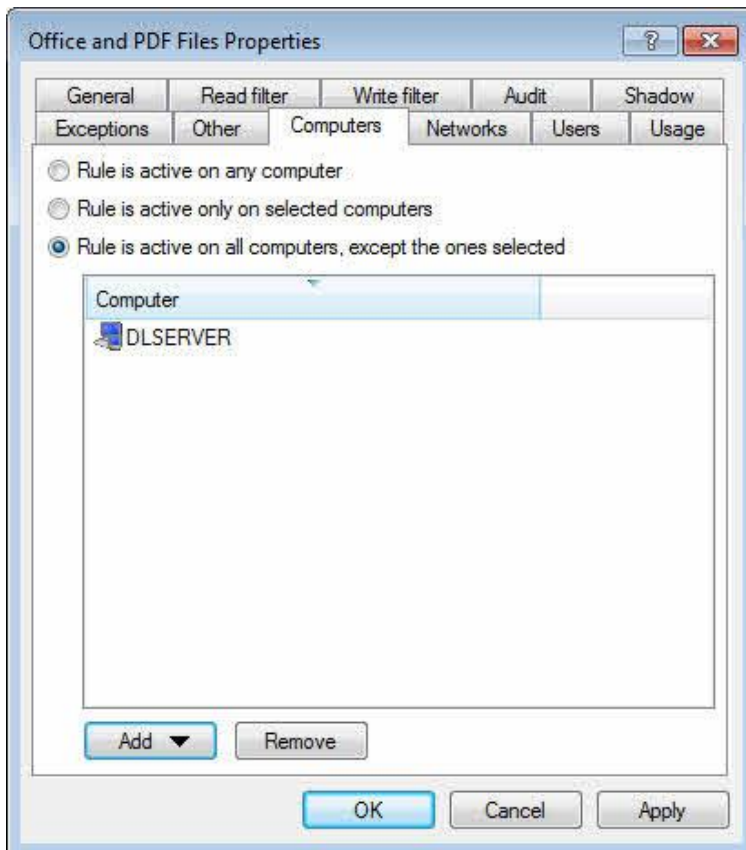 Office and PDF Files Properties
General Read filter Write filter Audit Shadow
Exceptions Other Computers Networks Users Usage
Rule is active on any computer
Rule is active only on selected computers
Rule is active on all computers, except the ones selected
Computer
DLSERVER
Add Remove
OK Cancel Apply